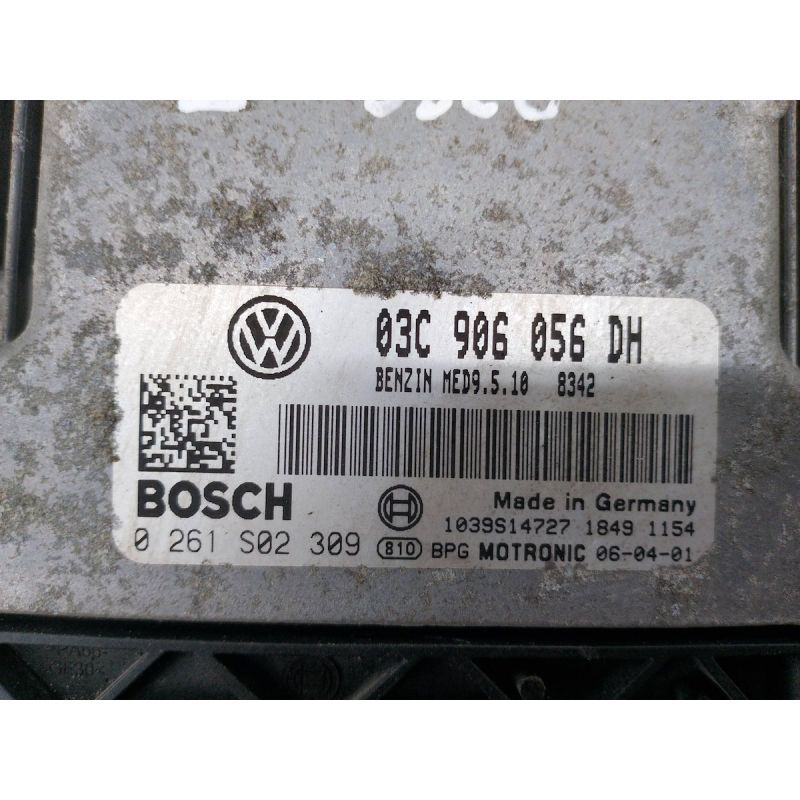 03C 906 056 DH
BENZIN MED9.5.10 8342
BOSCH
Made in Germany
1039S14727 1849 1154
0 261 S02 309 810 BPG MOTRONIC 06-04-01